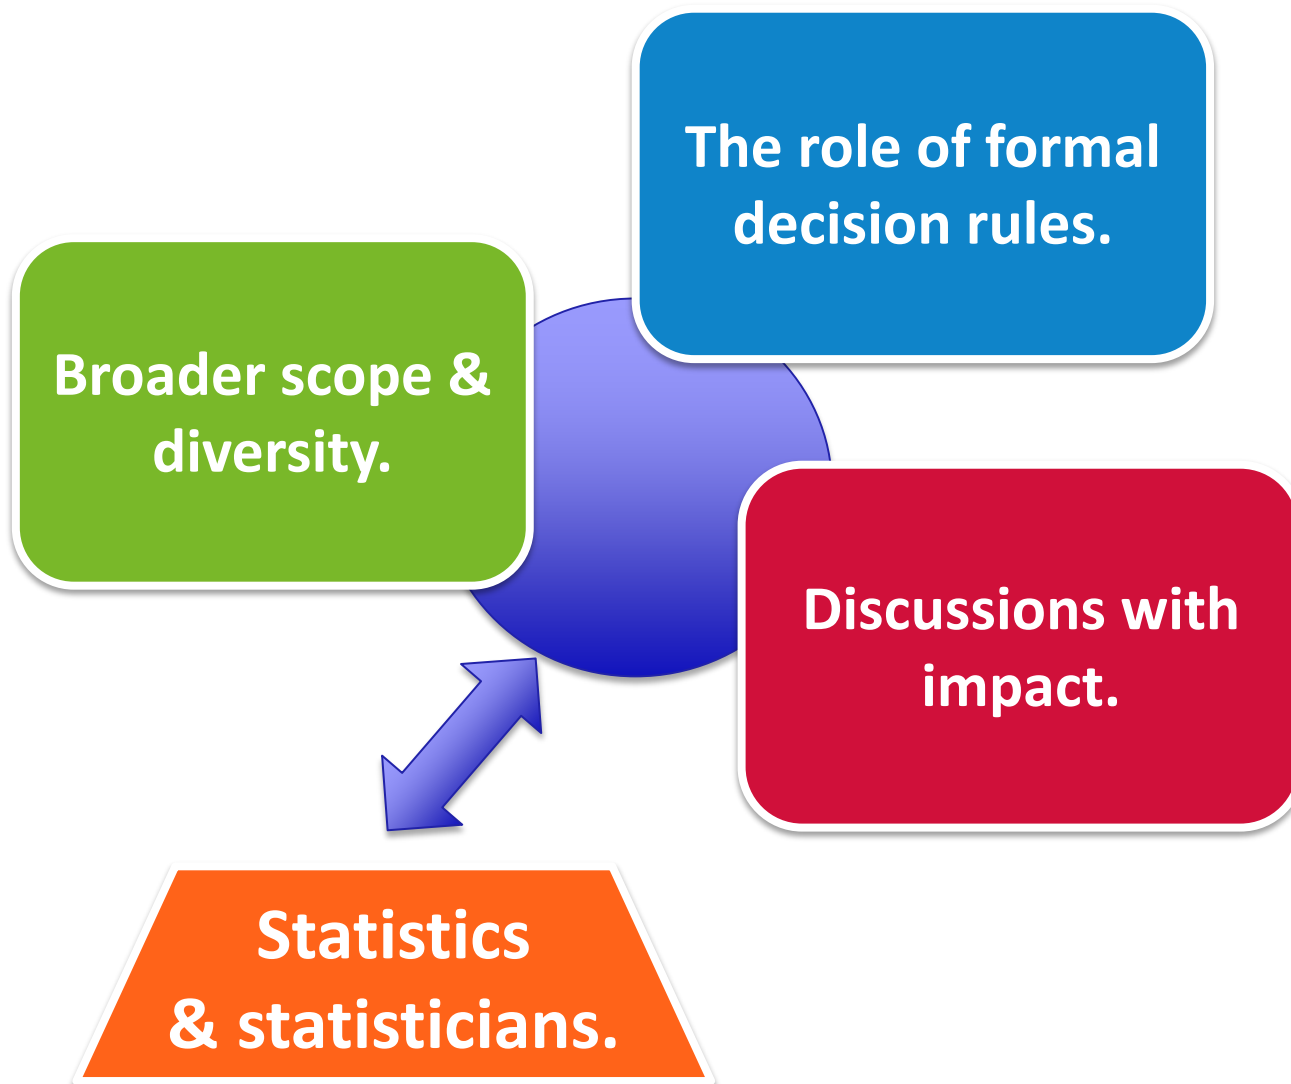 The role of formal
decision rules.
Broader scope &
diversity.
Discussions with
impact.
Statistics
& statisticians.